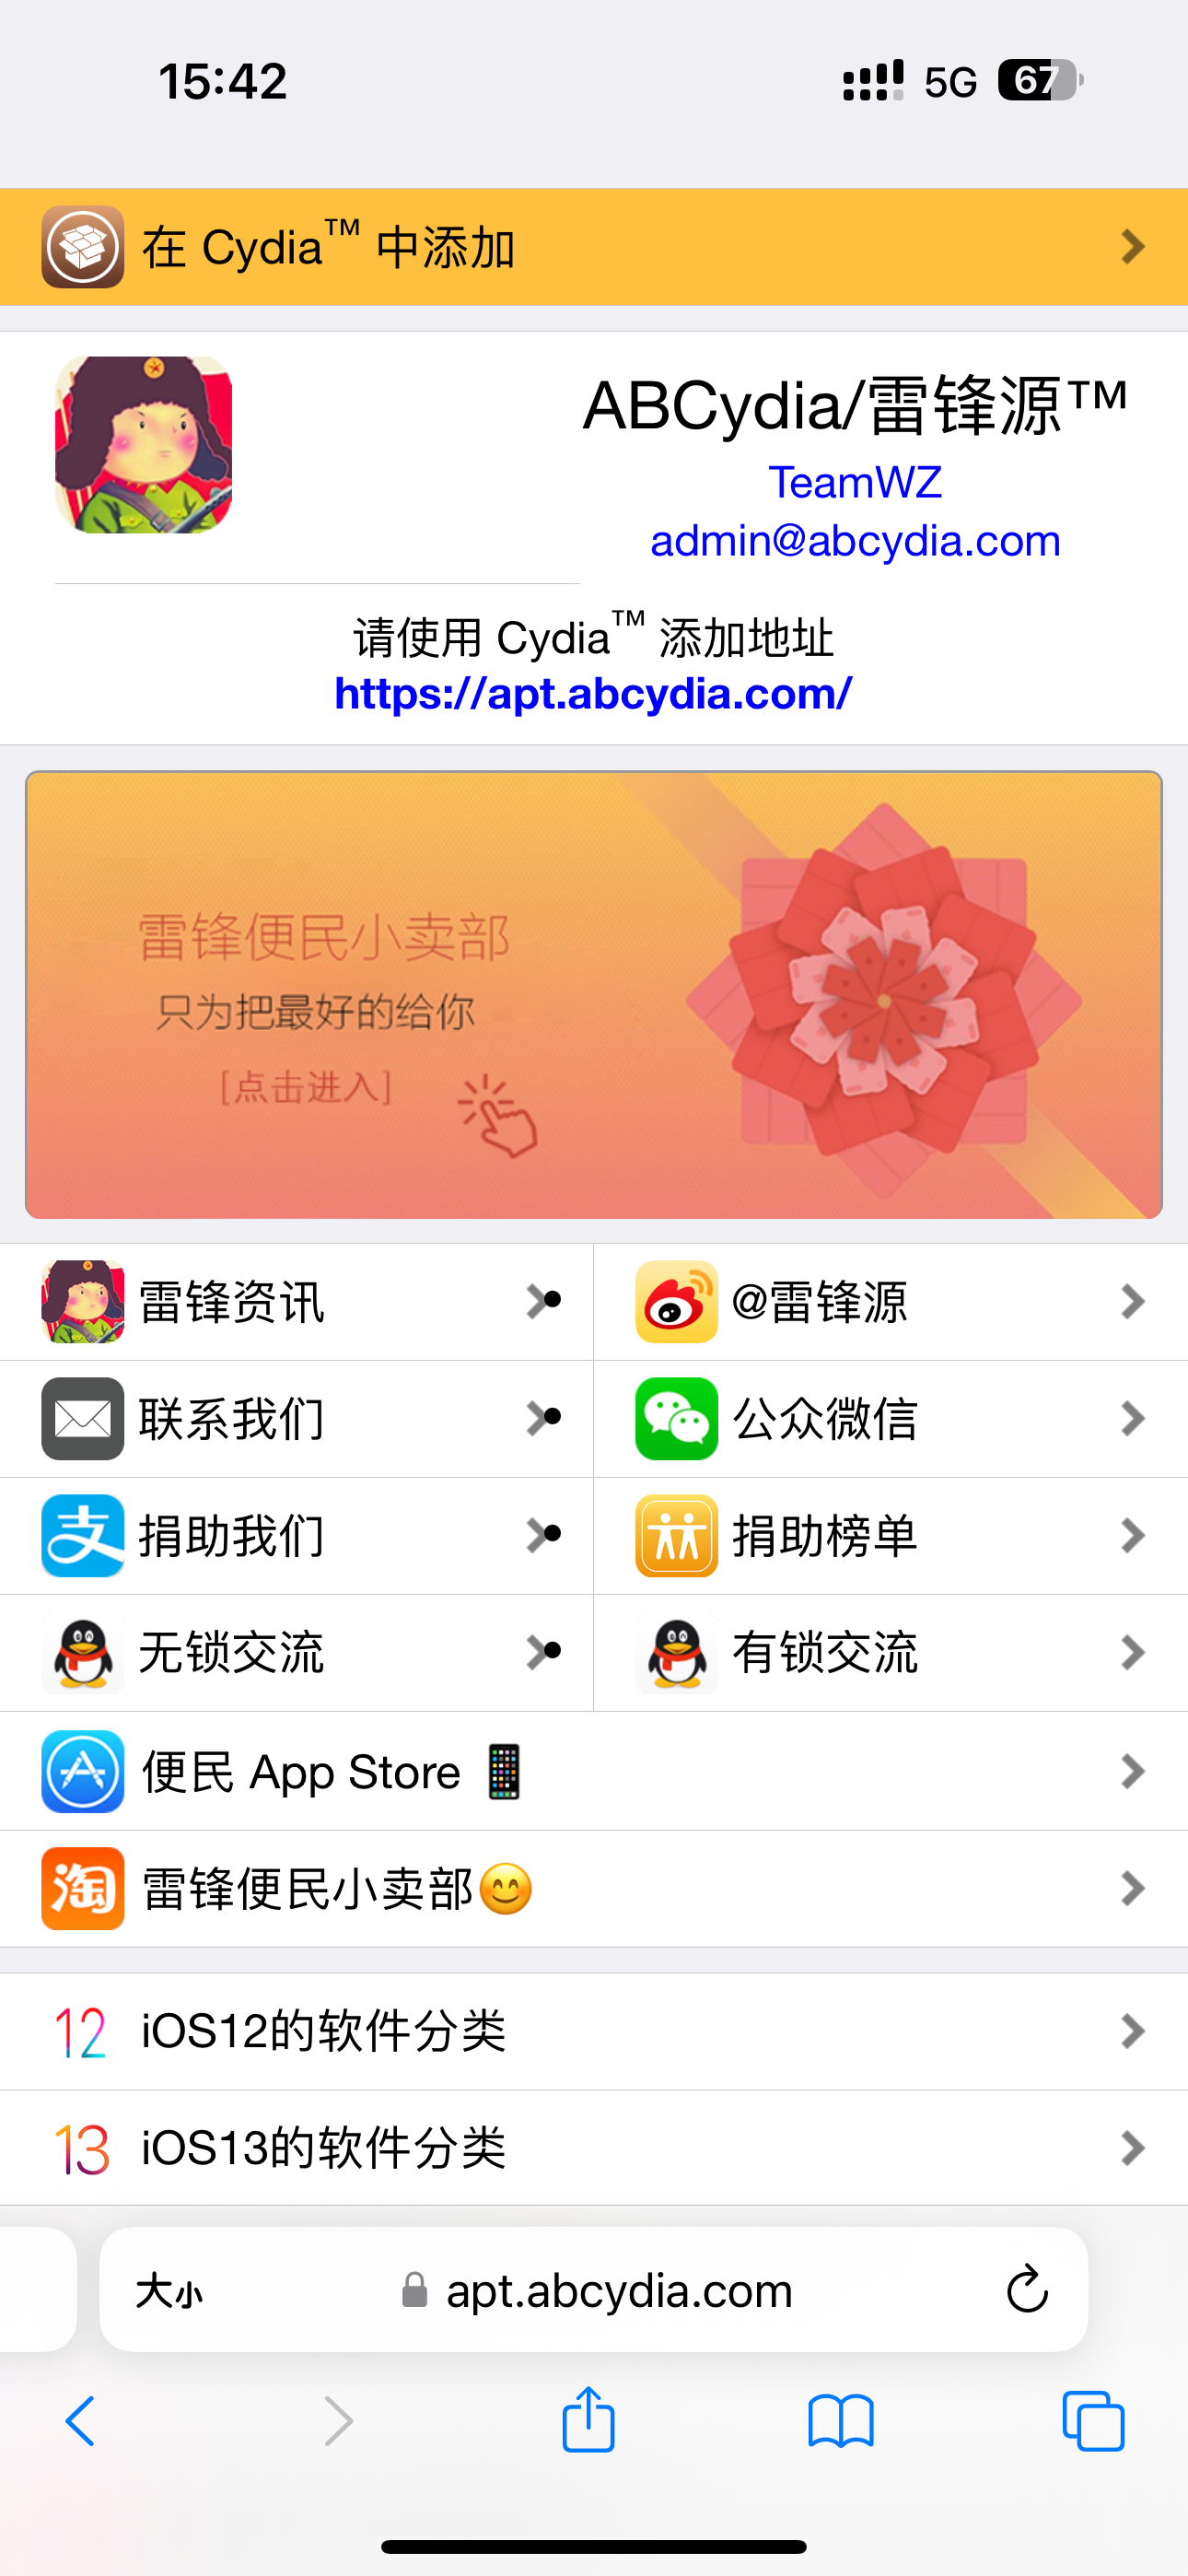 15:42
5G 67
在 Cydia™ 中添加
ABCydia/雷锋源™
TeamWZ
admin@abcydia.com
请使用 Cydia™ 添加地址
https://apt.abcydia.com/
雷锋便民小卖部
只为把最好的给你
[点击进入]
雷锋资讯
@雷锋源
联系我们
公众微信
支 捐助我们
捐助榜单
无锁交流
有锁交流
便民 App Store 📱
淘 雷锋便民小卖部😊
12 iOS12的软件分类
13 iOS13的软件分类
大小 apt.abcydia.com